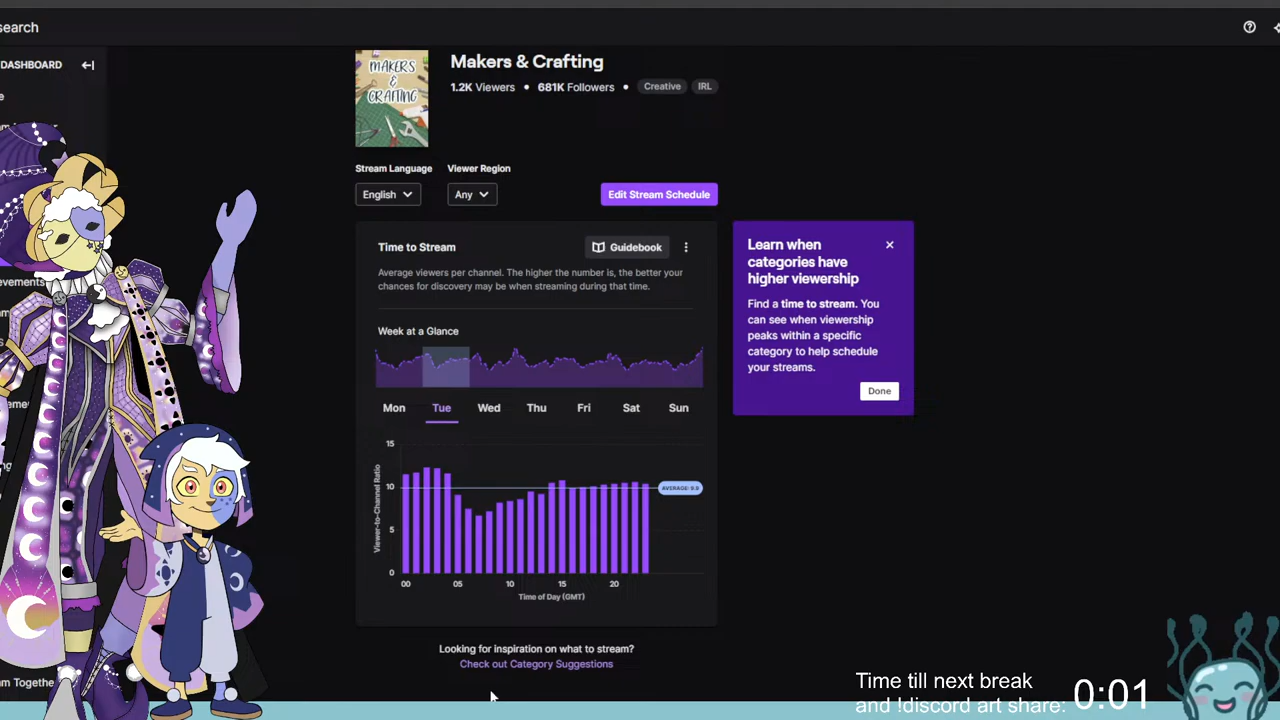 search
DASHBOARD
MAKERS
&
CRAFTING
Makers & Crafting
1.2K Viewers • 681K Followers • Creative IRL
Stream Language Viewer Region
English Any Edit Stream Schedule
Time to Stream Guidebook
Average viewers per channel. The higher the number is, the better your
chances for discovery may be when streaming during that time.
Week at a Glance
Mon Tue Wed Thu Fri Sat Sun
15
10
5
0
Viewer-to-Channel Ratio
AVERAGE: 9.9
00 05 10 15 20
Time of Day (GMT)
Looking for inspiration on what to stream?
Check out Category Suggestions
Learn when
categories have
higher viewership
Find a time to stream. You
can see when viewership
peaks within a specific
category to help schedule
your streams.
Done
Time till next break
and !discord art share: 0:01